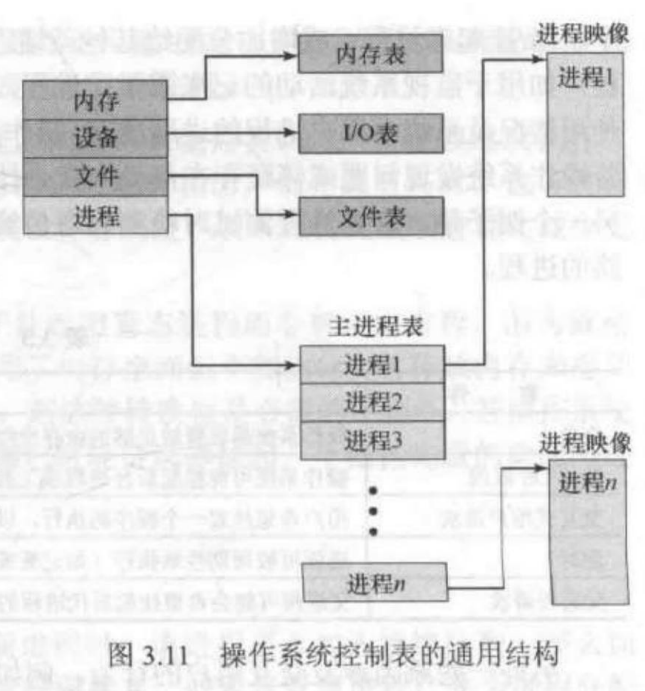 内存
设备
文件
进程
内存表
I/O表
文件表
主进程表
进程1
进程2
进程3
进程n
进程映像
进程1
进程映像
进程n
图 3.11 操作系统控制表的通用结构